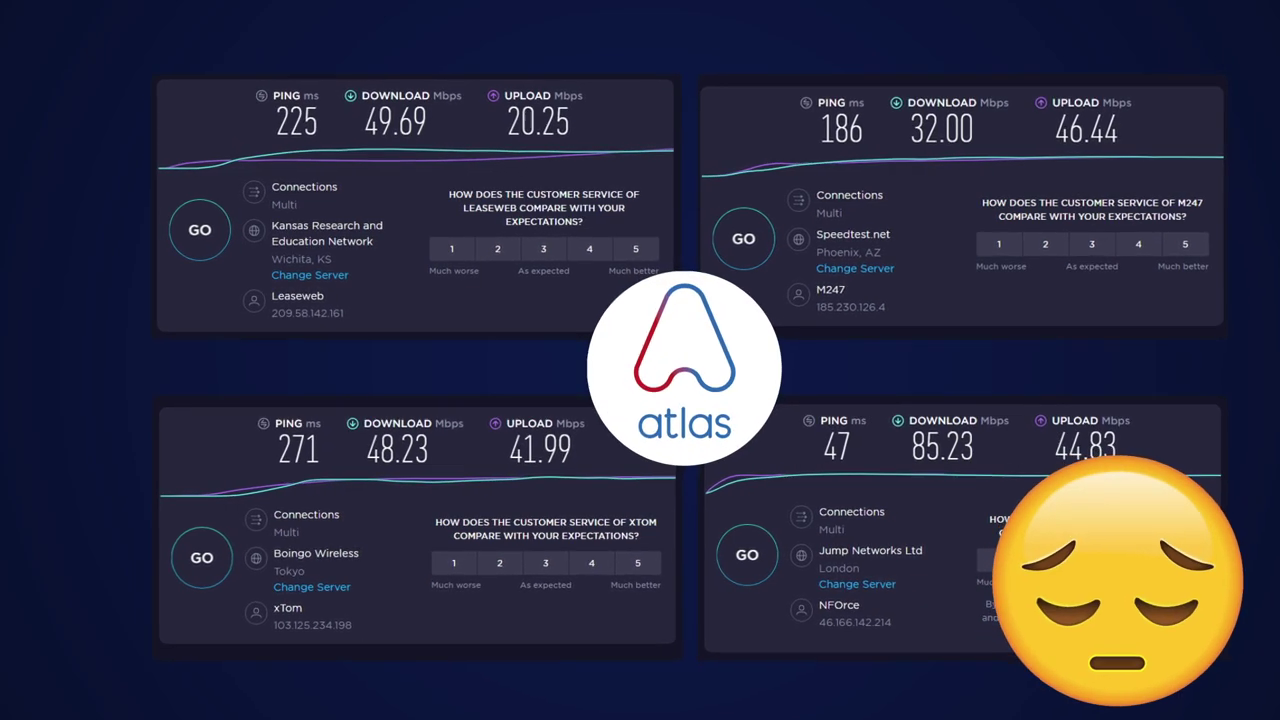 PING ms
DOWNLOAD Mbps
UPLOAD Mbps
225
49.69
20.25
Connections
Multi
Kansas Research and
Education Network
Wichita, KS
Change Server
Leaseweb
209.58.142.161
GO
HOW DOES THE CUSTOMER SERVICE OF
LEASEWEB COMPARE WITH YOUR
EXPECTATIONS?
1 2 3 4 5
Much worse As expected Much better
PING ms
DOWNLOAD Mbps
UPLOAD Mbps
186
32.00
46.44
Connections
Multi
Speedtest.net
Phoenix, AZ
Change Server
M247
185.230.126.4
GO
HOW DOES THE CUSTOMER SERVICE OF M247
COMPARE WITH YOUR EXPECTATIONS?
1 2 3 4 5
Much worse As expected Much better
atlas
PING ms
DOWNLOAD Mbps
UPLOAD Mbps
271
48.23
41.99
Connections
Multi
Boingo Wireless
Tokyo
Change Server
xTom
103.125.234.198
GO
HOW DOES THE CUSTOMER SERVICE OF XTOM
COMPARE WITH YOUR EXPECTATIONS?
1 2 3 4 5
Much worse As expected Much better
PING ms
DOWNLOAD Mbps
UPLOAD Mbps
47
85.23
44.83
Connections
Multi
Jump Networks Ltd
London
Change Server
NFOrce
46.166.142.214
GO